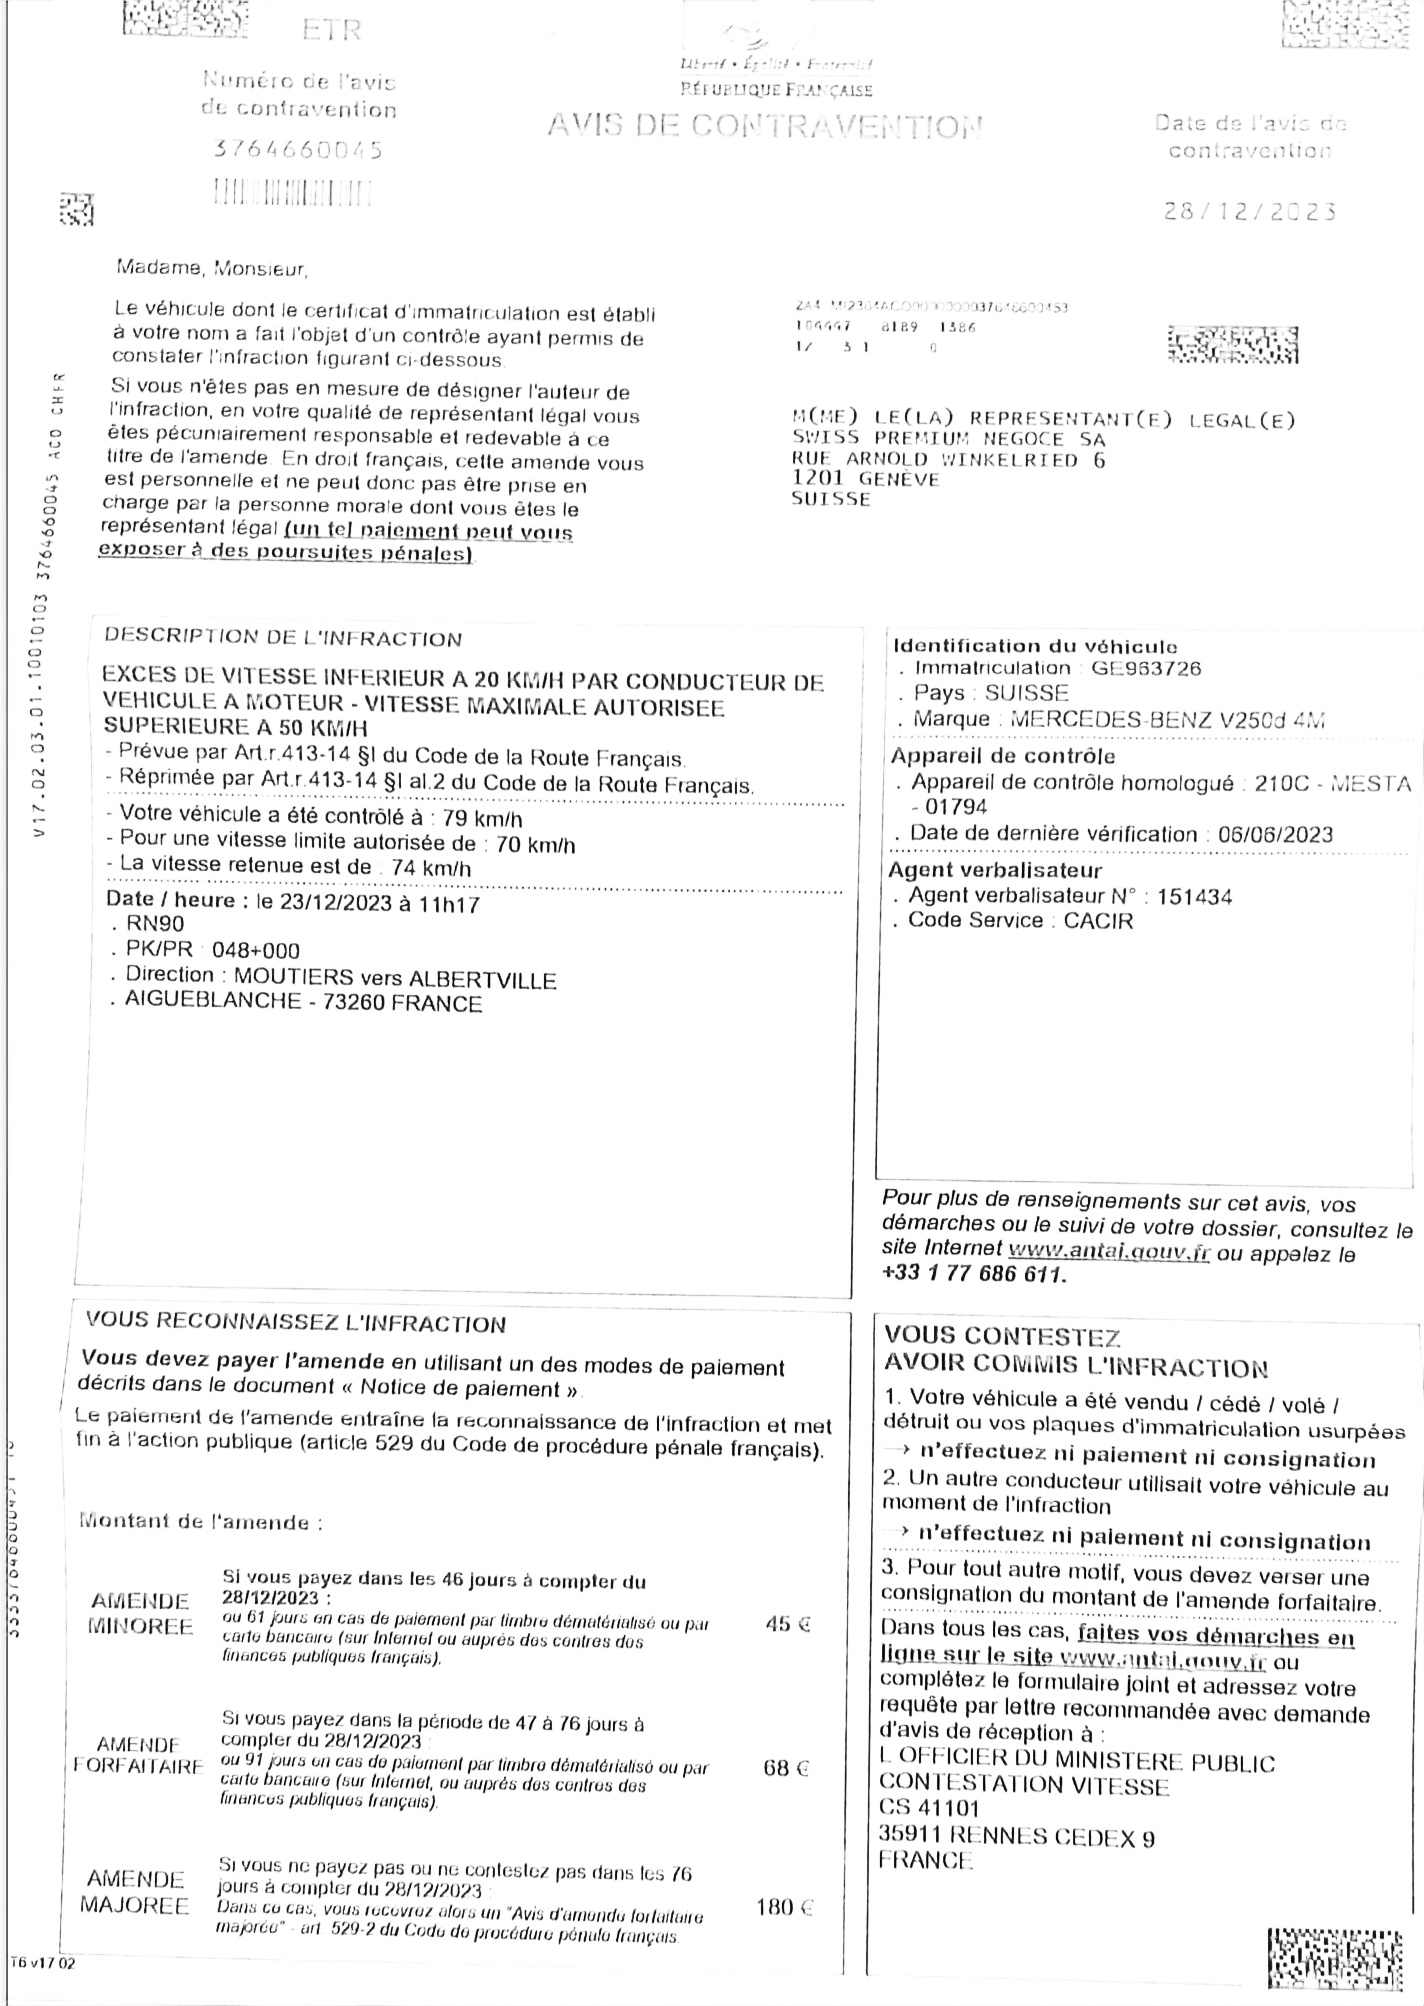 ETR
Numéro de l'avis
de contravention
3764660045
Liberté • Égalité • Fraternité
RÉPUBLIQUE FRANÇAISE
AVIS DE CONTRAVENTION
Date de l'avis de
contravention
28/12/2023
Madame, Monsieur,
Le véhicule dont le certificat d'immatriculation est établi
à votre nom a fait l'objet d'un contrôle ayant permis de
constater l'infraction figurant ci-dessous.
Si vous n'êtes pas en mesure de désigner l'auteur de
l'infraction, en votre qualité de représentant légal vous
êtes pécuniairement responsable et redevable à ce
titre de l'amende. En droit français, cette amende vous
est personnelle et ne peut donc pas être prise en
charge par la personne morale dont vous êtes le
représentant légal (un tel paiement peut vous
exposer à des poursuites pénales).
8189 1386
M(ME) LE(LA) REPRESENTANT(E) LEGAL(E)
SWISS PREMIUM NEGOCE SA
RUE ARNOLD WINKELRIED 6
1201 GENÈVE
SUISSE
V17.02.03.01.10010103 3764660045 ACO CHFR
DESCRIPTION DE L'INFRACTION
EXCES DE VITESSE INFERIEUR A 20 KM/H PAR CONDUCTEUR DE
VEHICULE A MOTEUR - VITESSE MAXIMALE AUTORISEE
SUPERIEURE A 50 KM/H
- Prévue par Art.r.413-14 §I du Code de la Route Français.
- Réprimée par Art.r.413-14 §I al.2 du Code de la Route Français.
- Votre véhicule a été contrôlé à : 79 km/h
- Pour une vitesse limite autorisée de : 70 km/h
- La vitesse retenue est de : 74 km/h
Date / heure : le 23/12/2023 à 11h17
. RN90
. PK/PR : 048+000
. Direction : MOUTIERS vers ALBERTVILLE
. AIGUEBLANCHE - 73260 FRANCE
Identification du véhicule
. Immatriculation : GE963726
. Pays : SUISSE
. Marque : MERCEDES-BENZ V250d 4M
Appareil de contrôle
. Appareil de contrôle homologué : 210C - MESTA
- 01794
. Date de dernière vérification : 06/06/2023
Agent verbalisateur
. Agent verbalisateur N° : 151434
. Code Service : CACIR
Pour plus de renseignements sur cet avis, vos
démarches ou le suivi de votre dossier, consultez le
site Internet www.antai.gouv.fr ou appelez le
+33 1 77 686 611.
VOUS RECONNAISSEZ L'INFRACTION
Vous devez payer l'amende en utilisant un des modes de paiement
décrits dans le document « Notice de paiement ».
Le paiement de l'amende entraîne la reconnaissance de l'infraction et met
fin à l'action publique (article 529 du Code de procédure pénale français).
Montant de l'amende :
AMENDE
MINOREE
Si vous payez dans les 46 jours à compter du
28/12/2023 :
ou 61 jours en cas de paiement par timbre dématérialisé ou par
carte bancaire (sur Internet ou auprès des centres des
finances publiques français).
45 €
AMENDE
FORFAITAIRE
Si vous payez dans la période de 47 à 76 jours à
compter du 28/12/2023 :
ou 91 jours en cas de paiement par timbre dématérialisé ou par
carte bancaire (sur Internet, ou auprès des centres des
finances publiques français).
68 €
AMENDE
MAJOREE
Si vous ne payez pas ou ne contestez pas dans les 76
jours à compter du 28/12/2023 :
Dans ce cas, vous recevrez alors un "Avis d'amende forfaitaire
majorée" - art. 529-2 du Code de procédure pénale français.
180 €
VOUS CONTESTEZ
AVOIR COMMIS L'INFRACTION
1. Votre véhicule a été vendu / cédé / volé /
détruit ou vos plaques d'immatriculation usurpées
→ n'effectuez ni paiement ni consignation
2. Un autre conducteur utilisait votre véhicule au
moment de l'infraction
→ n'effectuez ni paiement ni consignation
3. Pour tout autre motif, vous devez verser une
consignation du montant de l'amende forfaitaire.
Dans tous les cas, faites vos démarches en
ligne sur le site www.antai.gouv.fr ou
complétez le formulaire joint et adressez votre
requête par lettre recommandée avec demande
d'avis de réception à :
L OFFICIER DU MINISTERE PUBLIC
CONTESTATION VITESSE
CS 41101
35911 RENNES CEDEX 9
FRANCE
T6 v17 02